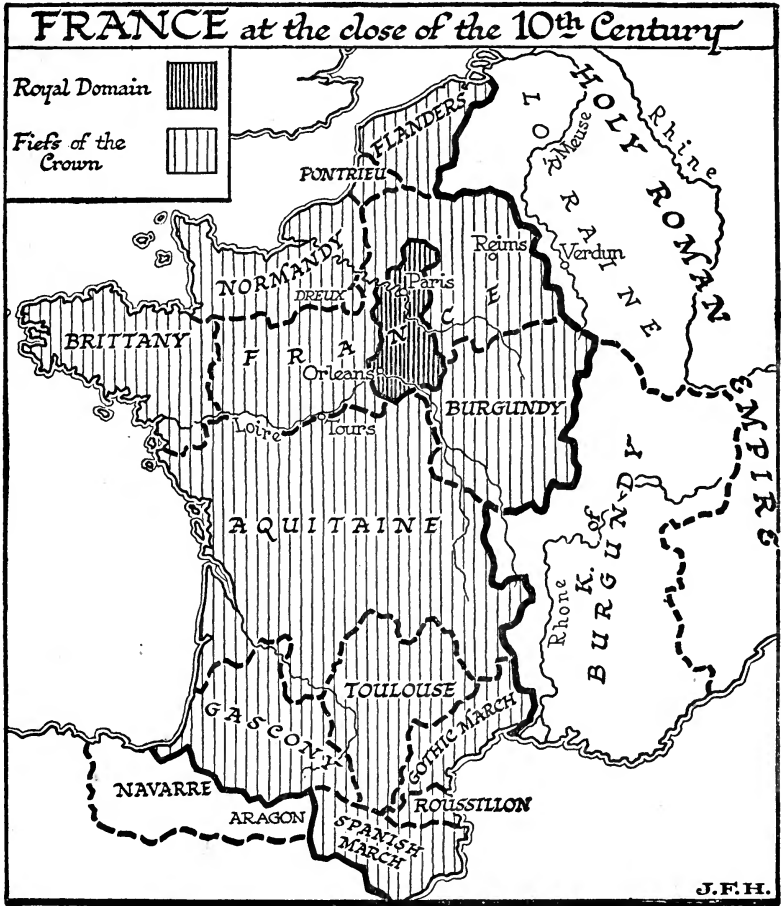 FRANCE at the close of the 10th Century
Royal Domain
Fiefs of the
Crown
FLANDERS
PONTRIEU
LORRAINE
Meuse
HOLY ROMAN
EMPIRE
Rhine
Reims
Verdun
NORMANDY
DREUX
Paris
BRITTANY
FRANCE
Orleans
BURGUNDY
Loire
Tours
AQUITAINE
K. of
BURGUNDY
Rhone
TOULOUSE
GASCONY
GOTHIC MARCH
NAVARRE
ARAGON
ROUSSILLON
SPANISH
MARCH
J.F.H.